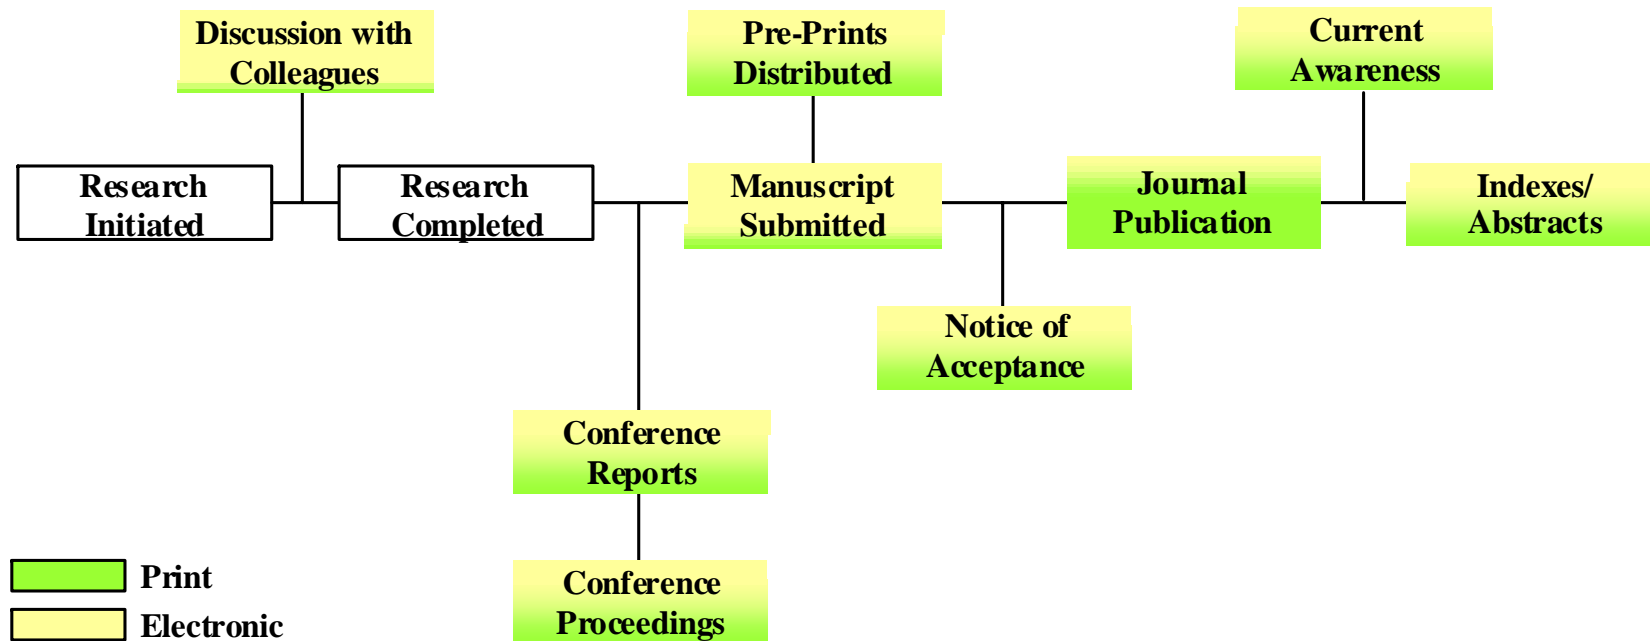 Discussion with
Colleagues
Pre-Prints
Distributed
Current
Awareness
Research
Initiated
Research
Completed
Manuscript
Submitted
Journal
Publication
Indexes/
Abstracts
Notice of
Acceptance
Conference
Reports
Conference
Proceedings
Print
Electronic